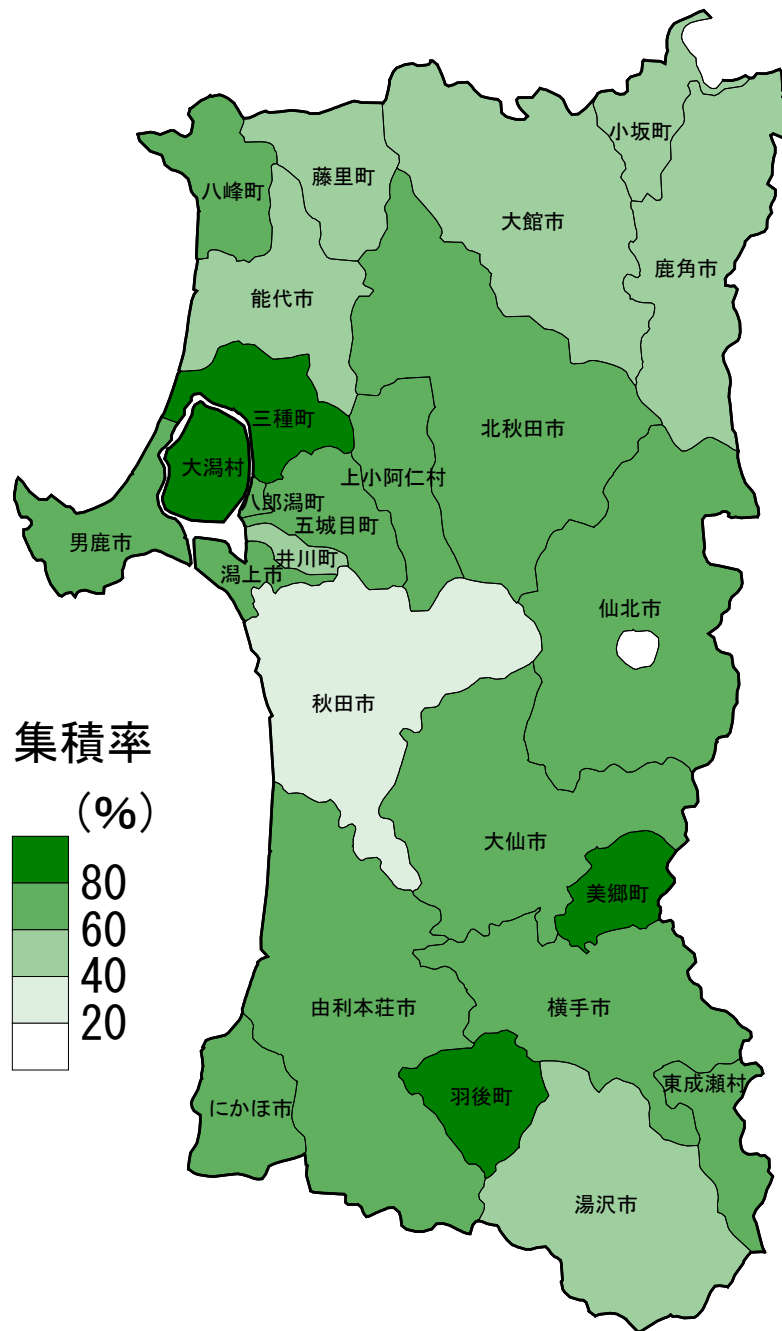 小坂町
藤里町
八峰町
大館市
鹿角市
能代市
三種町
北秋田市
大潟村
上小阿仁村
八郎潟町
五城目町
男鹿市
井川町
潟上市
仙北市
秋田市
集積率
(%)
80
60
40
20
大仙市
美郷町
由利本荘市
横手市
東成瀬村
羽後町
にかほ市
湯沢市